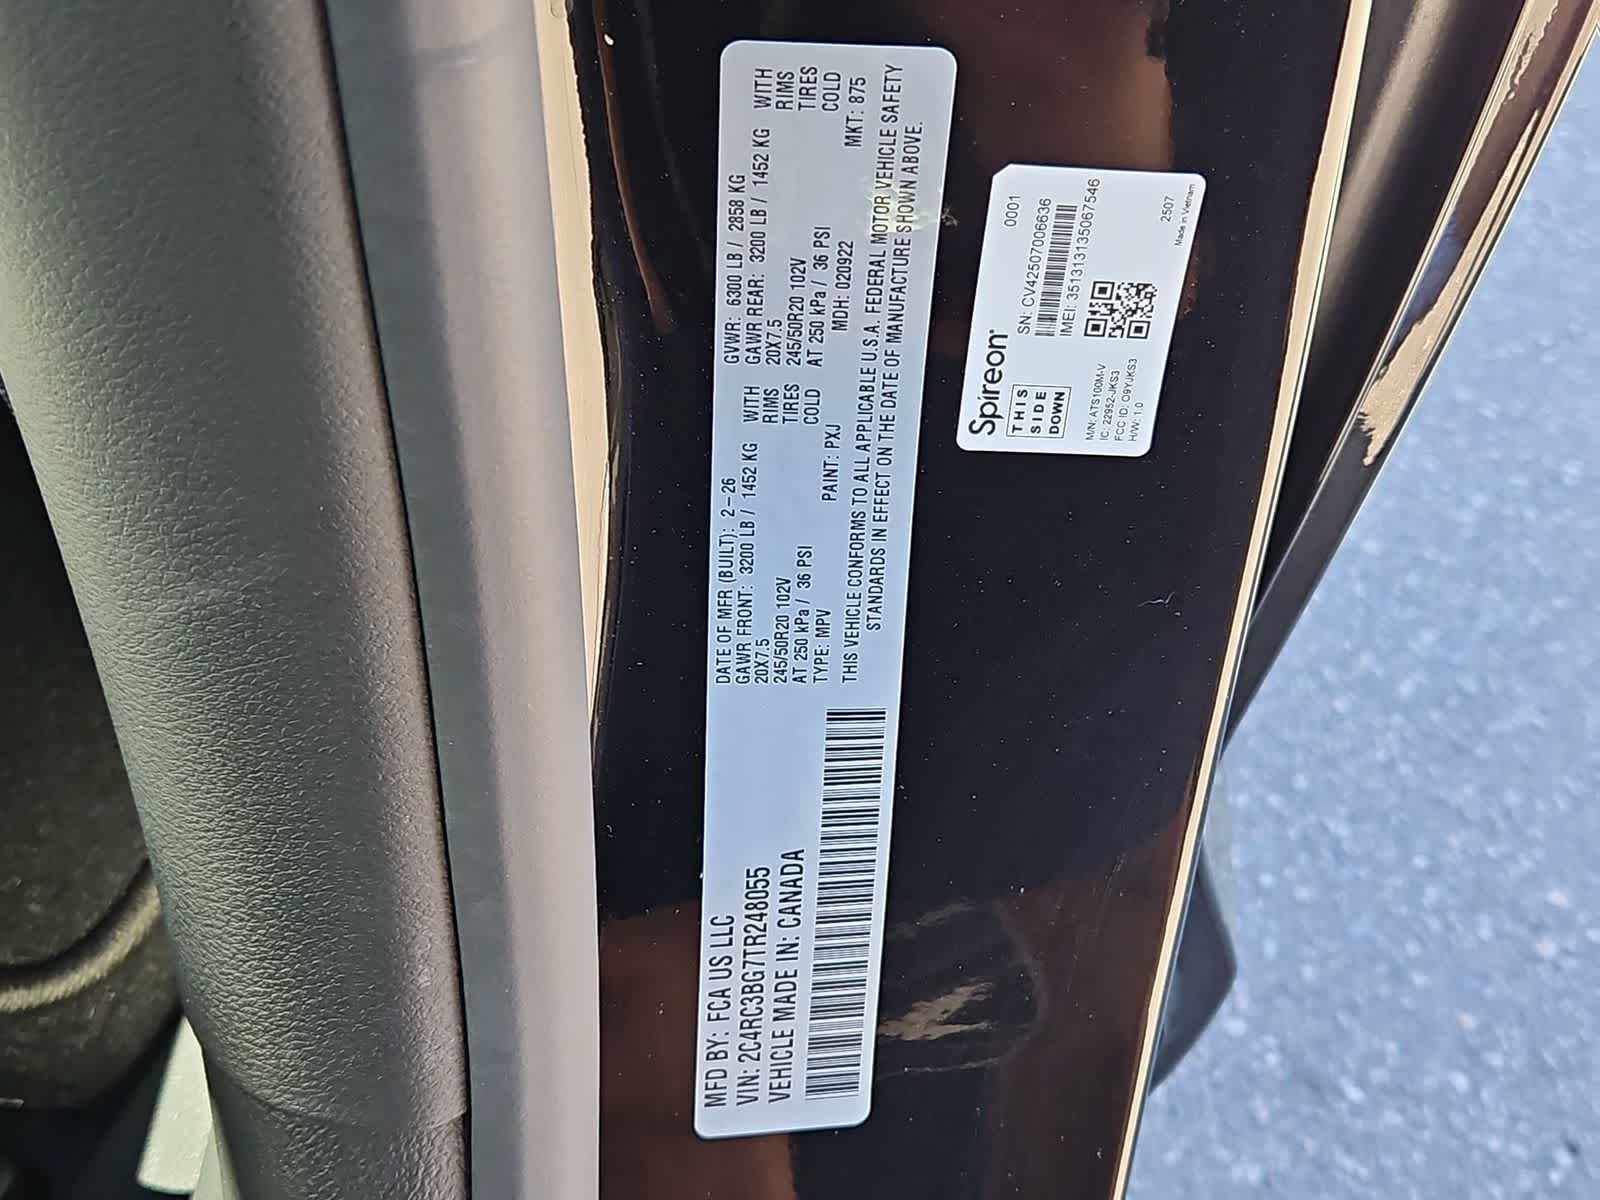 MFD BY: FCA US LLC
VIN: 2C4RC3BG7TR248055
VEHICLE MADE IN: CANADA
DATE OF MFR (BUILT): 2-26 GVWR: 6300 LB / 2858 KG
GAWR FRONT: 3200 LB / 1452 KG WITH GAWR REAR: 3200 LB / 1452 KG WITH
20X7.5 RIMS 20X7.5 RIMS
245/50R20 102V TIRES 245/50R20 102V TIRES
AT 250 kPa / 36 PSI COLD AT 250 kPa / 36 PSI COLD
TYPE: MPV PAINT: PXJ MDH: 020922 MKT: 875
THIS VEHICLE CONFORMS TO ALL APPLICABLE U.S.A. FEDERAL MOTOR VEHICLE SAFETY
STANDARDS IN EFFECT ON THE DATE OF MANUFACTURE SHOWN ABOVE.
Spireon
THIS
SIDE
DOWN
0001
SN: CV42507006636
IMEI: 351313135067546
M/N: ATS100M-V
IC: 22952-JKS3
FCC ID: O9YJKS3
H/W: 1.0
2507
Made in Vietnam